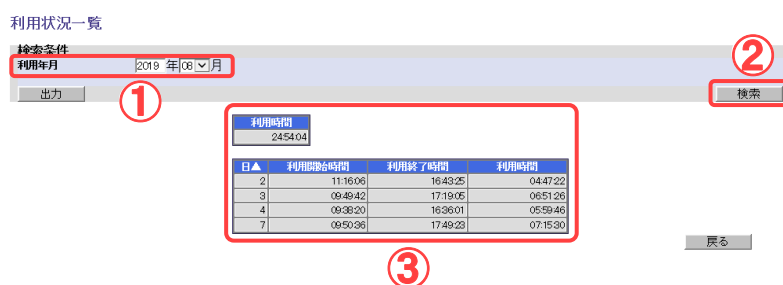 利用状況一覧
検索条件
利用年月 2019 年 08 月
②
出力 ① 検索
利用時間
24:54:04
日▲ 利用開始時間 利用終了時間 利用時間
2 11:16:06 16:43:25 04:47:22
3 09:49:42 17:19:05 06:51:26
4 09:38:20 16:36:01 05:59:46
7 09:50:36 17:49:23 07:15:30
戻る
③